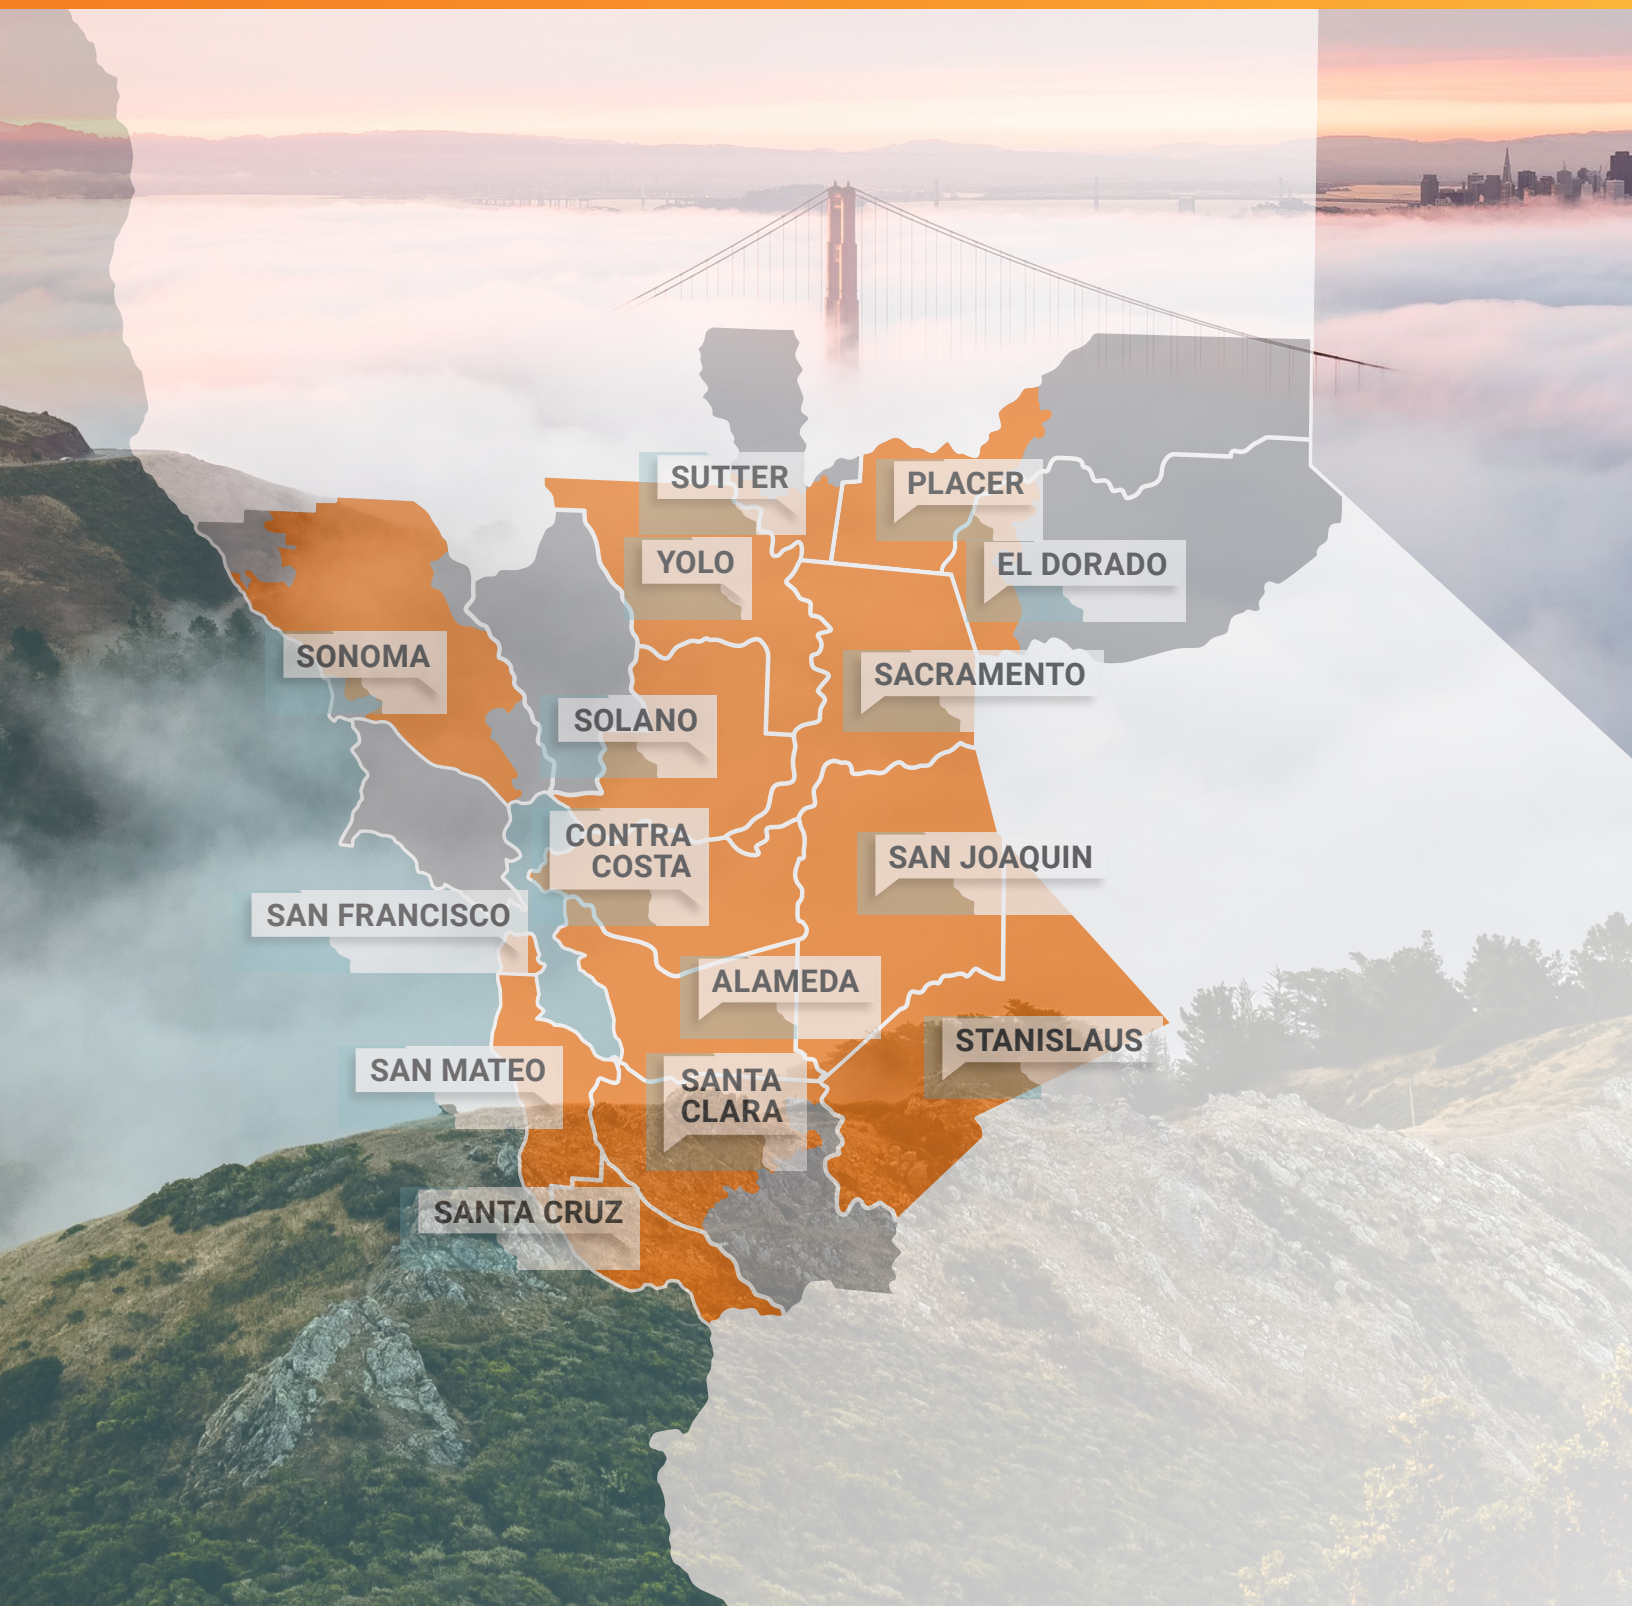 SUTTER
PLACER
YOLO
EL DORADO
SONOMA
SACRAMENTO
SOLANO
CONTRA
COSTA
SAN JOAQUIN
SAN FRANCISCO
ALAMEDA
STANISLAUS
SAN MATEO
SANTA
CLARA
SANTA CRUZ